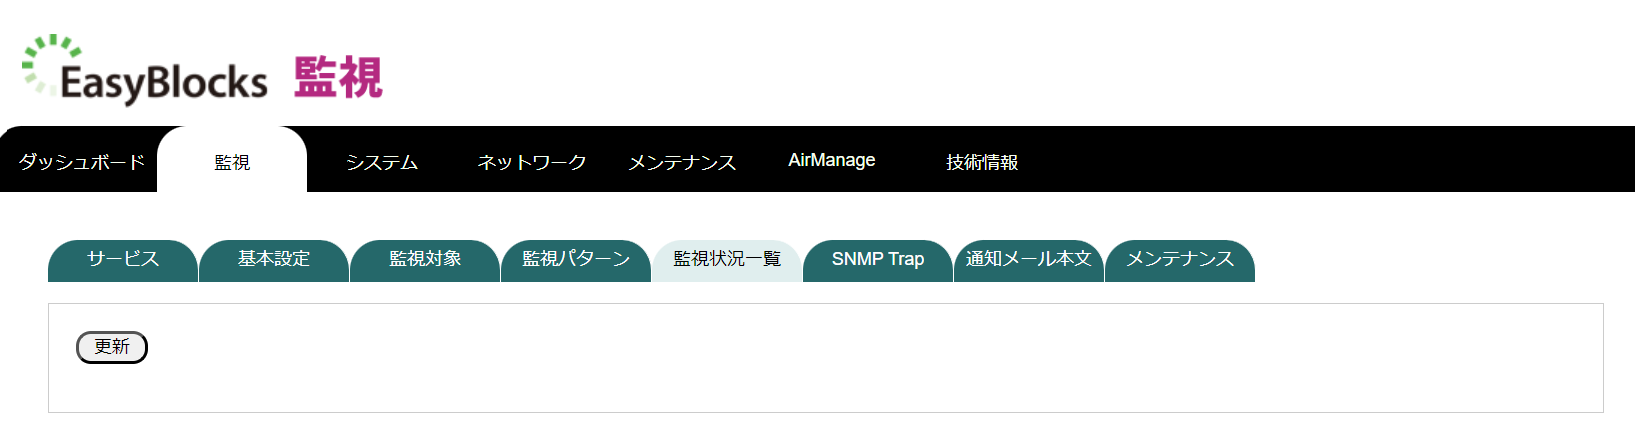 EasyBlocks 監視
ダッシュボード 監視 システム ネットワーク メンテナンス AirManage 技術情報
サービス 基本設定 監視対象 監視パターン 監視状況一覧 SNMP Trap 通知メール本文 メンテナンス
更新